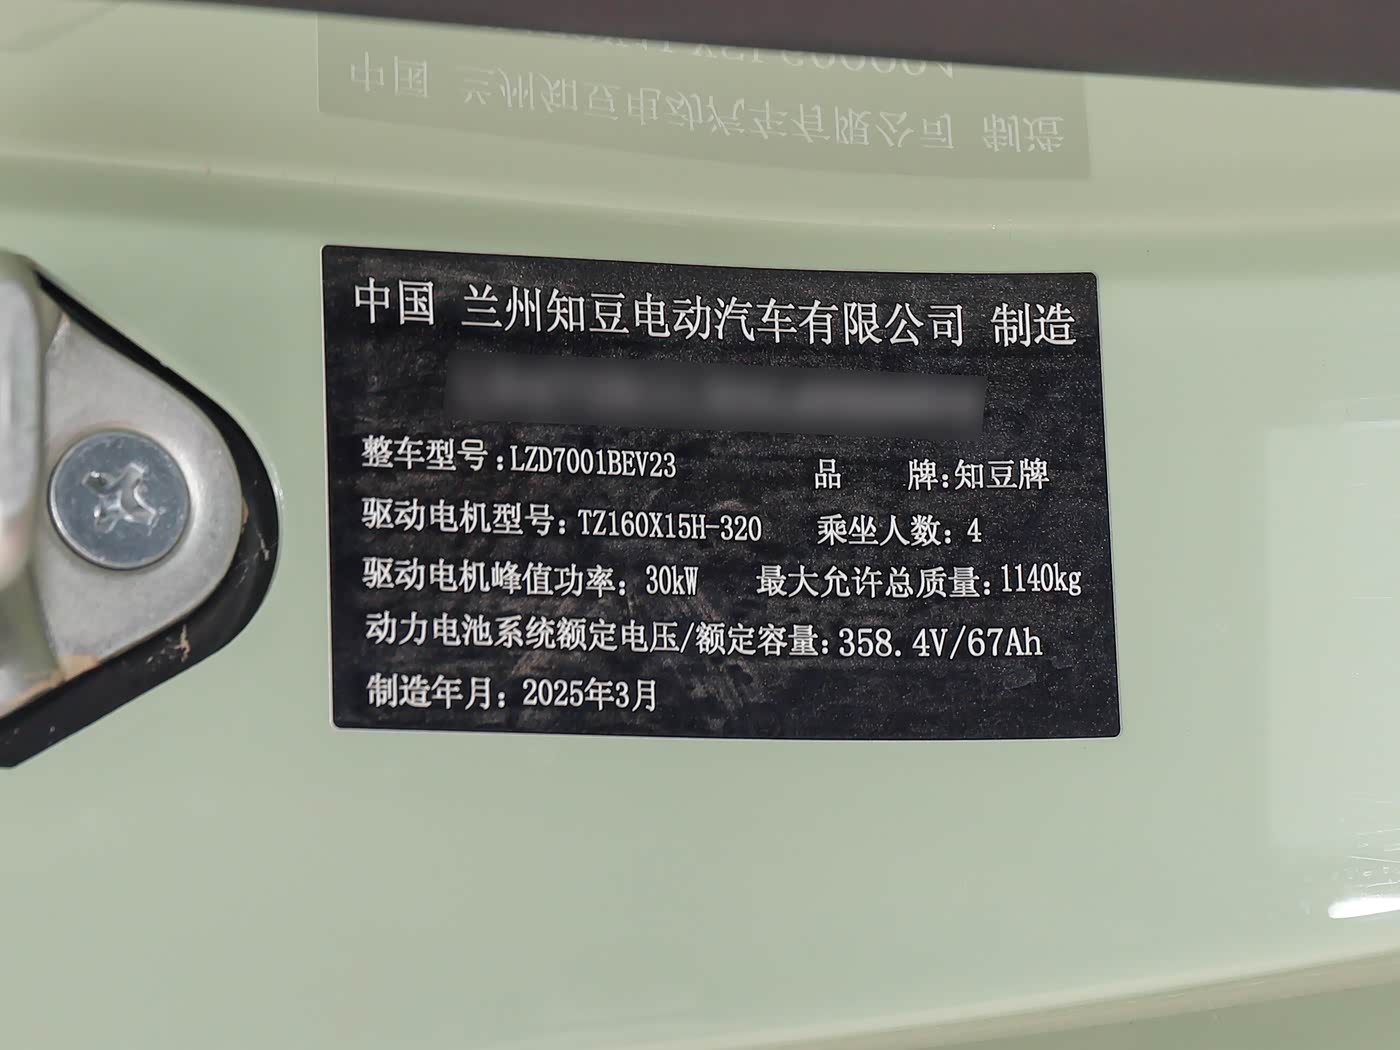 中国 兰州知豆电动汽车有限公司 制造
整车型号:LZD7001BEV23 品 牌:知豆牌
驱动电机型号:TZ160X15H-320 乘坐人数:4
驱动电机峰值功率:30kW 最大允许总质量:1140kg
动力电池系统额定电压/额定容量:358.4V/67Ah
制造年月:2025年3月